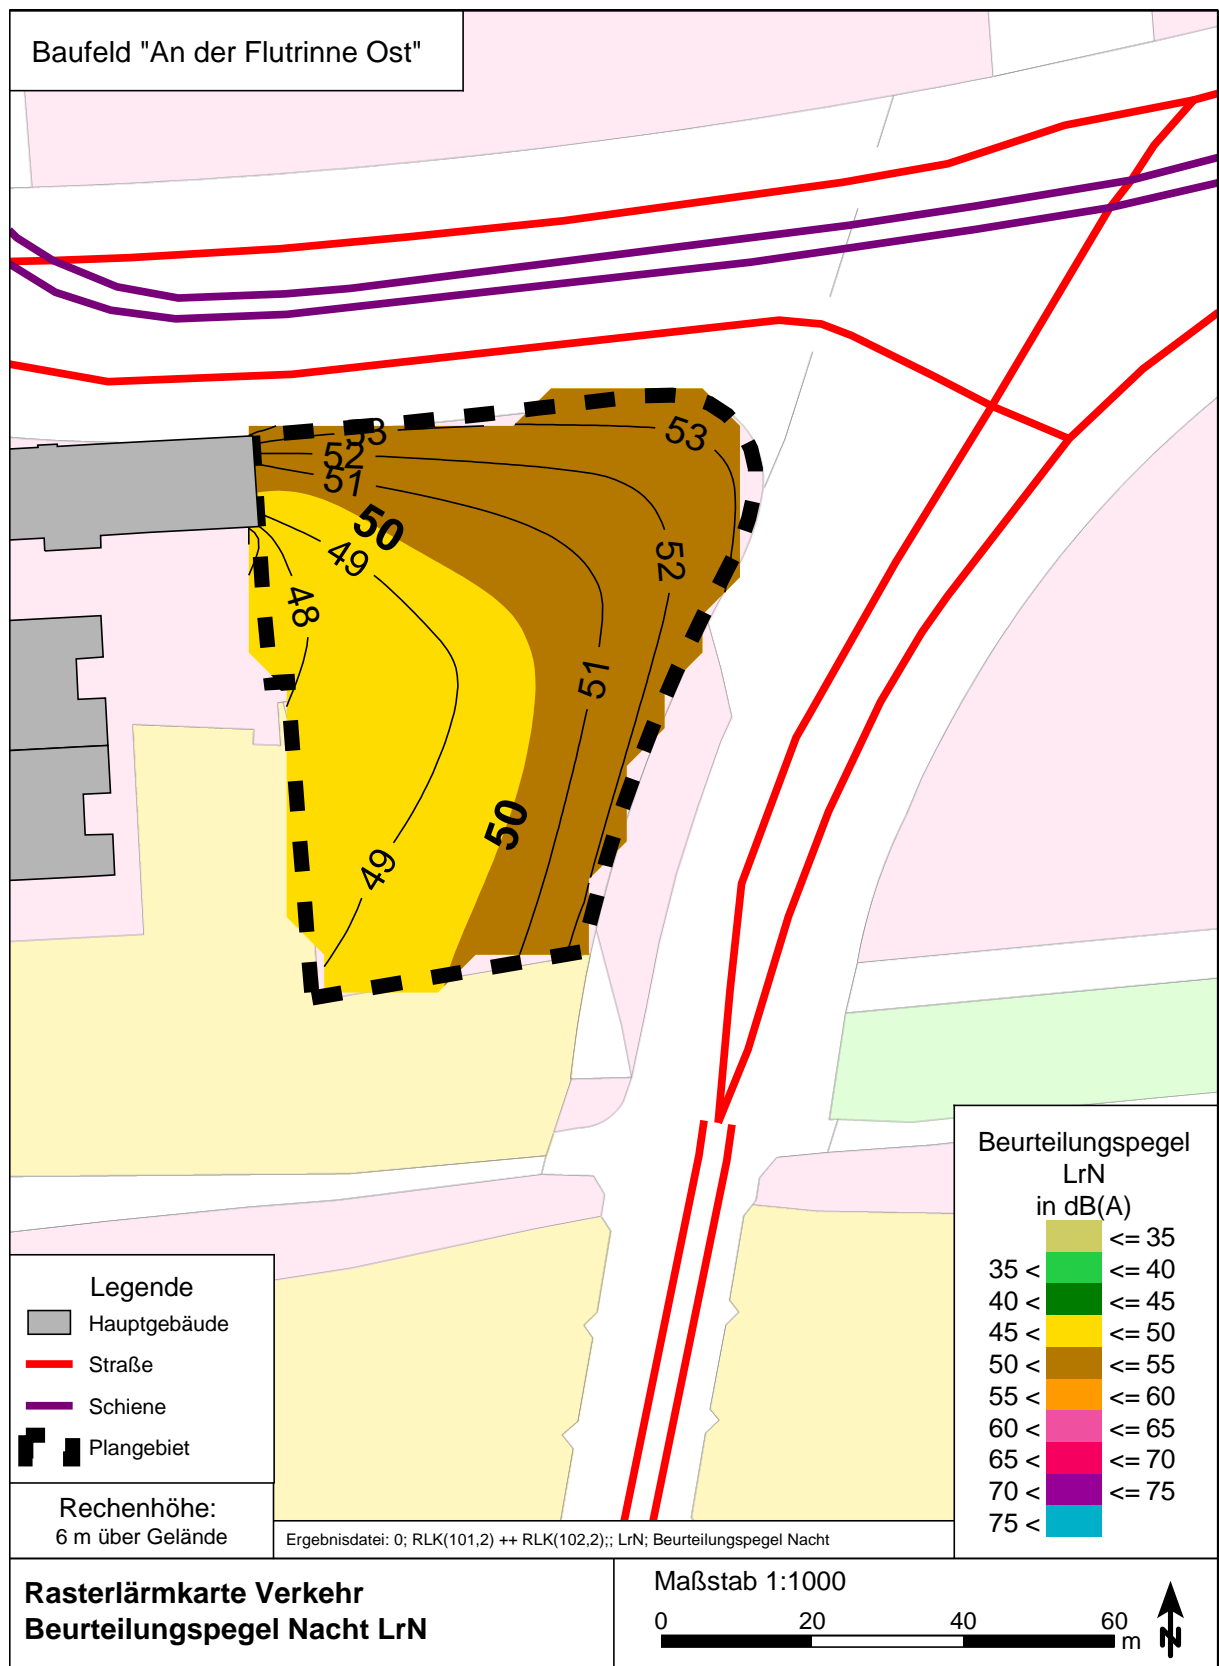 Baufeld "An der Flutrinne Ost"
53
53
52
51
50
49
52
48
51
50
49
Beurteilungspegel
LrN
in dB(A)
<= 35
35 < <= 40
40 < <= 45
45 < <= 50
50 < <= 55
55 < <= 60
60 < <= 65
65 < <= 70
70 < <= 75
75 <
Legende
Hauptgebäude
Straße
Schiene
Plangebiet
Rechenhöhe:
6 m über Gelände
Ergebnisdatei: 0; RLK(101,2) ++ RLK(102,2);; LrN; Beurteilungspegel Nacht
Rasterlärmkarte Verkehr
Beurteilungspegel Nacht LrN
Maßstab 1:1000
0 20 40 60
m
N